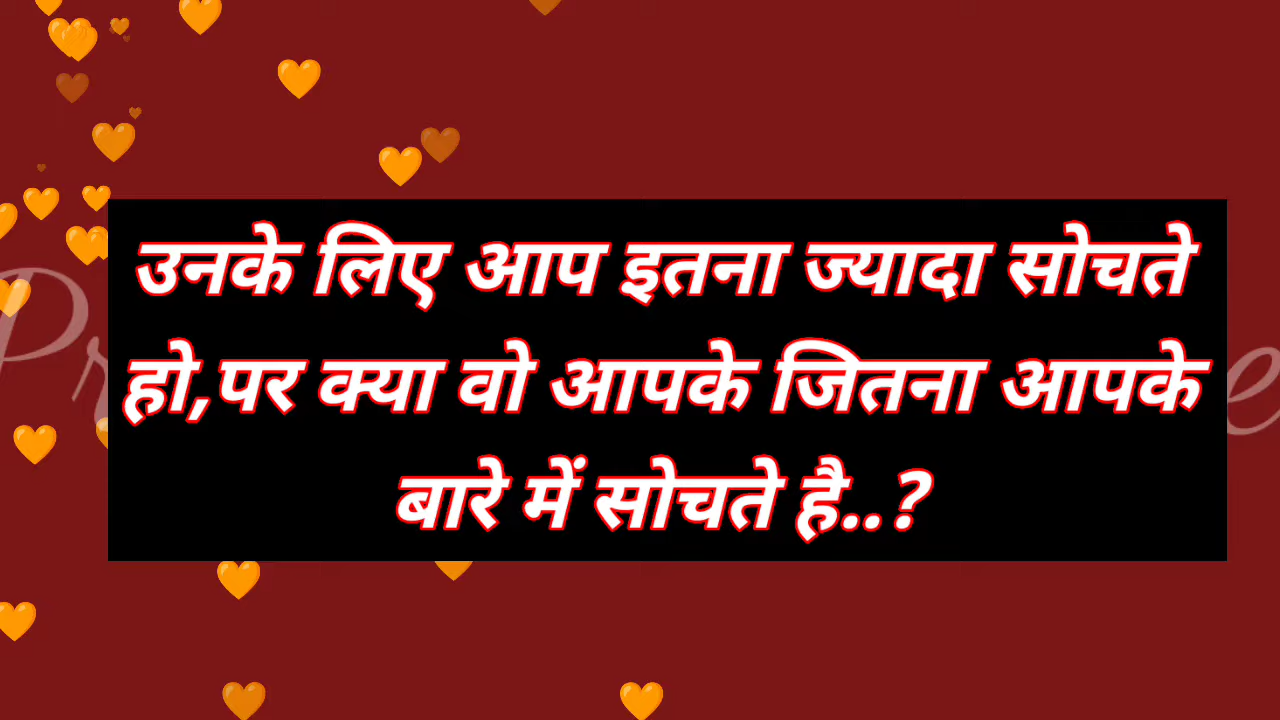 उनके लिए आप इतना ज्यादा सोचते
हो,पर क्या वो आपके जितना आपके
बारे में सोचते है..?